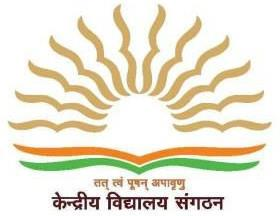 तत् त्वं पूषन् अपावृणु
केन्द्रीय विद्यालय संगठन